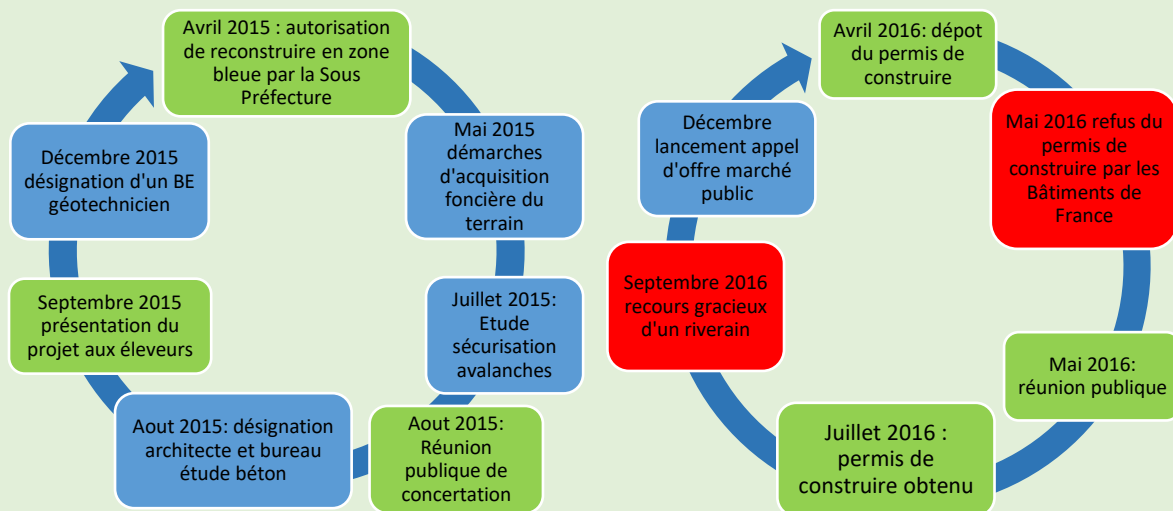 Avril 2015 : autorisation
de reconstruire en zone
bleue par la Sous
Préfecture
Mai 2015
démarches
d'acquisition
foncière du
terrain
Juillet 2015:
Etude
sécurisation
avalanches
Aout 2015:
Réunion
publique de
concertation
Aout 2015: désignation
architecte et bureau
étude béton
Septembre 2015
présentation du
projet aux éleveurs
Décembre 2015
désignation d'un BE
géotechnicien
Avril 2016: dépot
du permis de
construire
Mai 2016 refus du
permis de
construire par les
Bâtiments de
France
Mai 2016:
réunion publique
Juillet 2016 :
permis de
construire obtenu
Septembre 2016
recours gracieux
d'un riverain
Décembre
lancement appel
d'offre marché
public